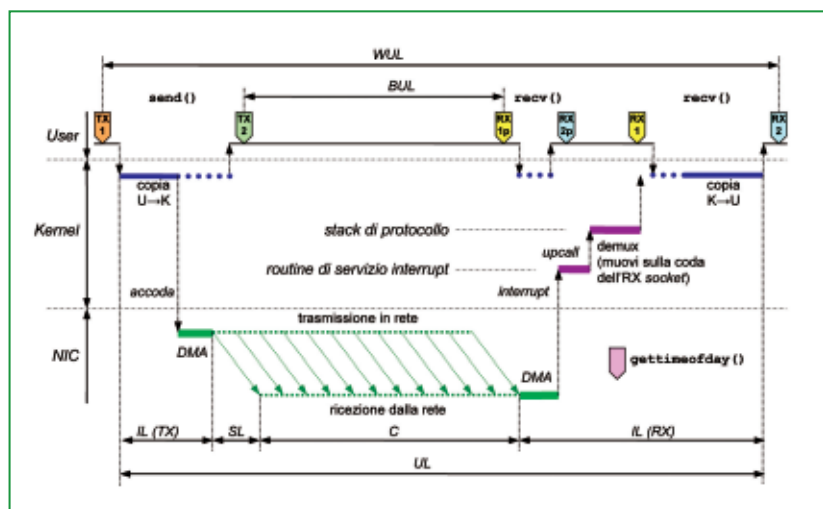 WUL
send()
BUL
recv()
recv()
TX 1
TX 2
RX 1p
RX 2p
RX 1
RX 2
User
copia
U→K
copia
K→U
Kernel
stack di protocollo
upcall
demux
(muovi sulla coda
dell'RX socket)
routine di servizio interrupt
interrupt
accoda
trasmissione in rete
NIC
DMA
DMA
gettimeofday()
ricezione dalla rete
IL (TX)
SL
C
IL (RX)
UL